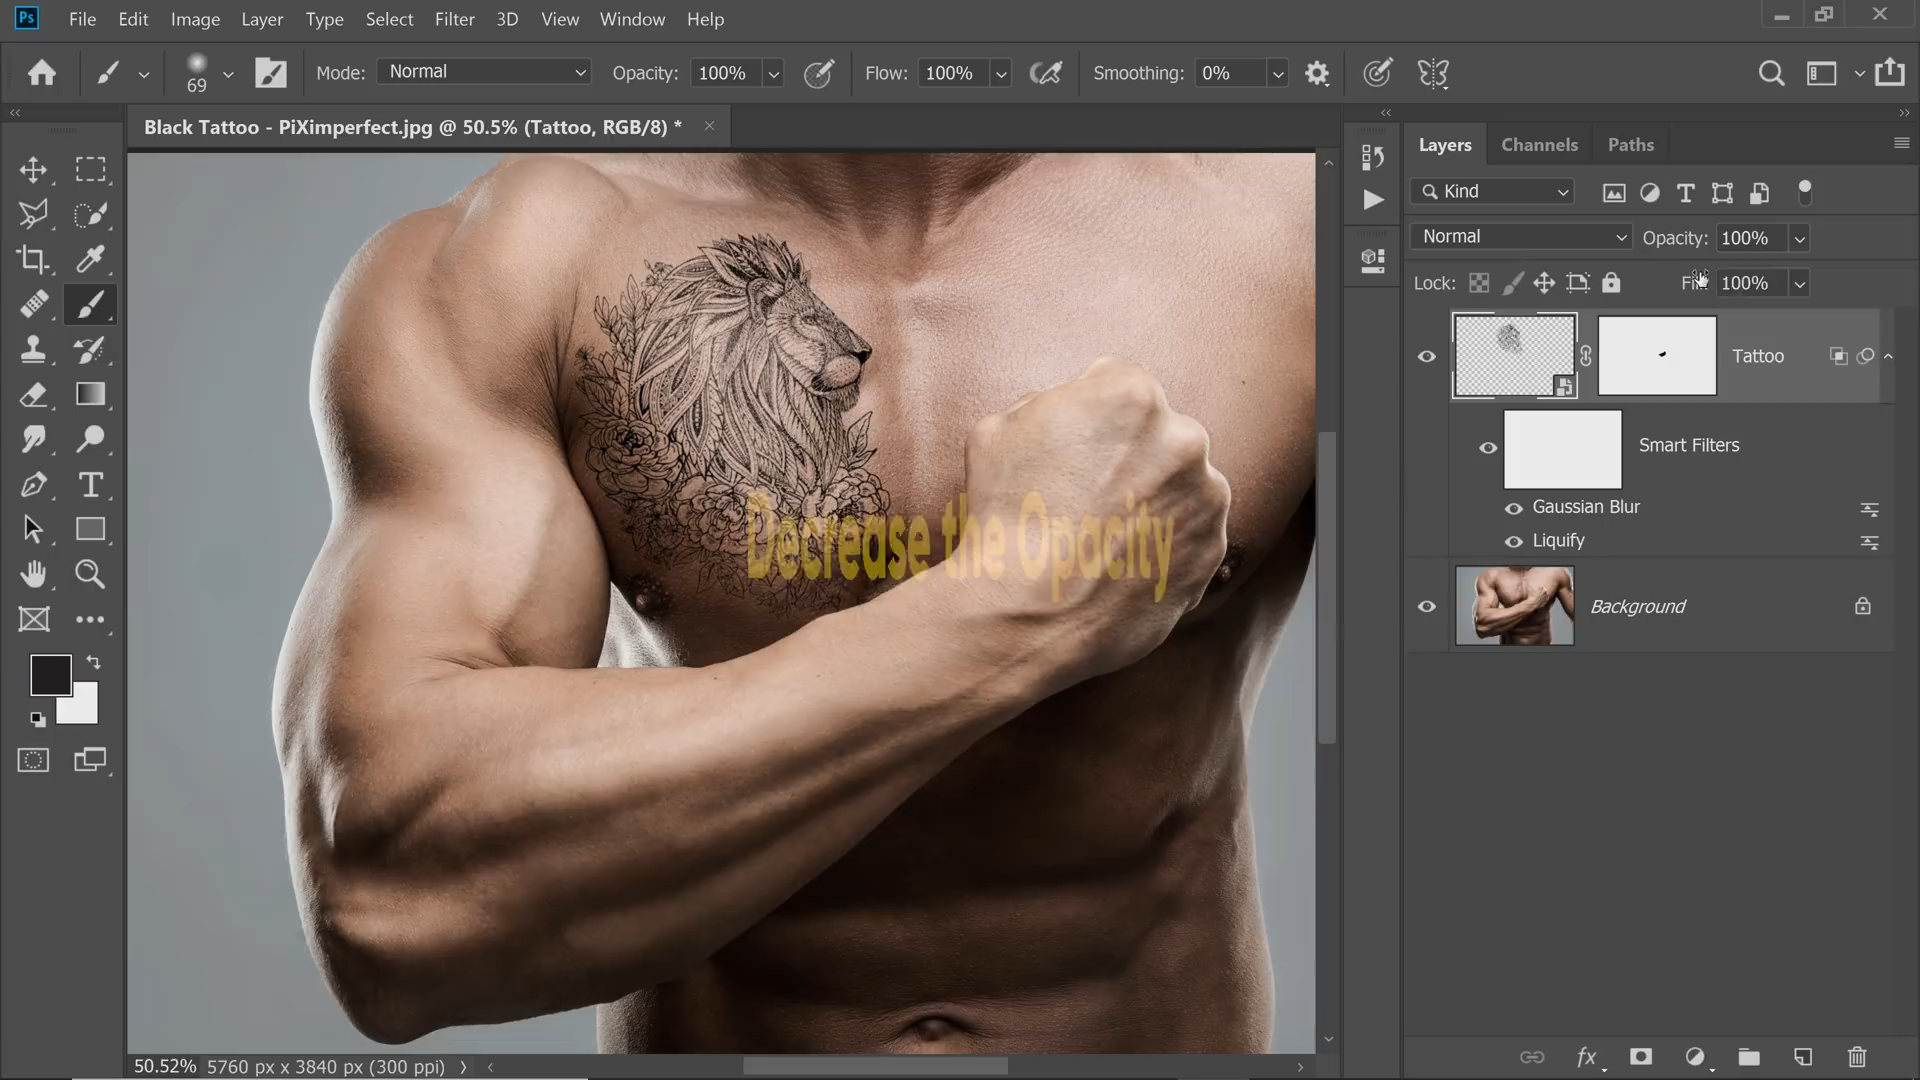 Ps File Edit Image Layer Type Select Filter 3D View Window Help
69 Mode: Normal Opacity: 100% Flow: 100% Smoothing: 0%
Black Tattoo - PiXimperfect.jpg @ 50.5% (Tattoo, RGB/8) *
Layers Channels Paths
Kind
Normal Opacity: 100%
Lock: Fill: 100%
Tattoo
Smart Filters
Gaussian Blur
Liquify
Background
Decrease the Opacity
50.52% 5760 px x 3840 px (300 ppi)